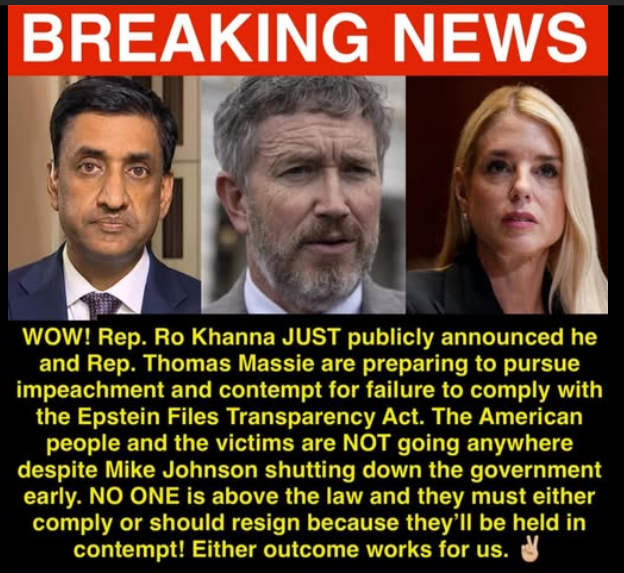 BREAKING NEWS
WOW! Rep. Ro Khanna JUST publicly announced he
and Rep. Thomas Massie are preparing to pursue
impeachment and contempt for failure to comply with
the Epstein Files Transparency Act. The American
people and the victims are NOT going anywhere
despite Mike Johnson shutting down the government
early. NO ONE is above the law and they must either
comply or should resign because they’ll be held in
contempt! Either outcome works for us. ✌🏼